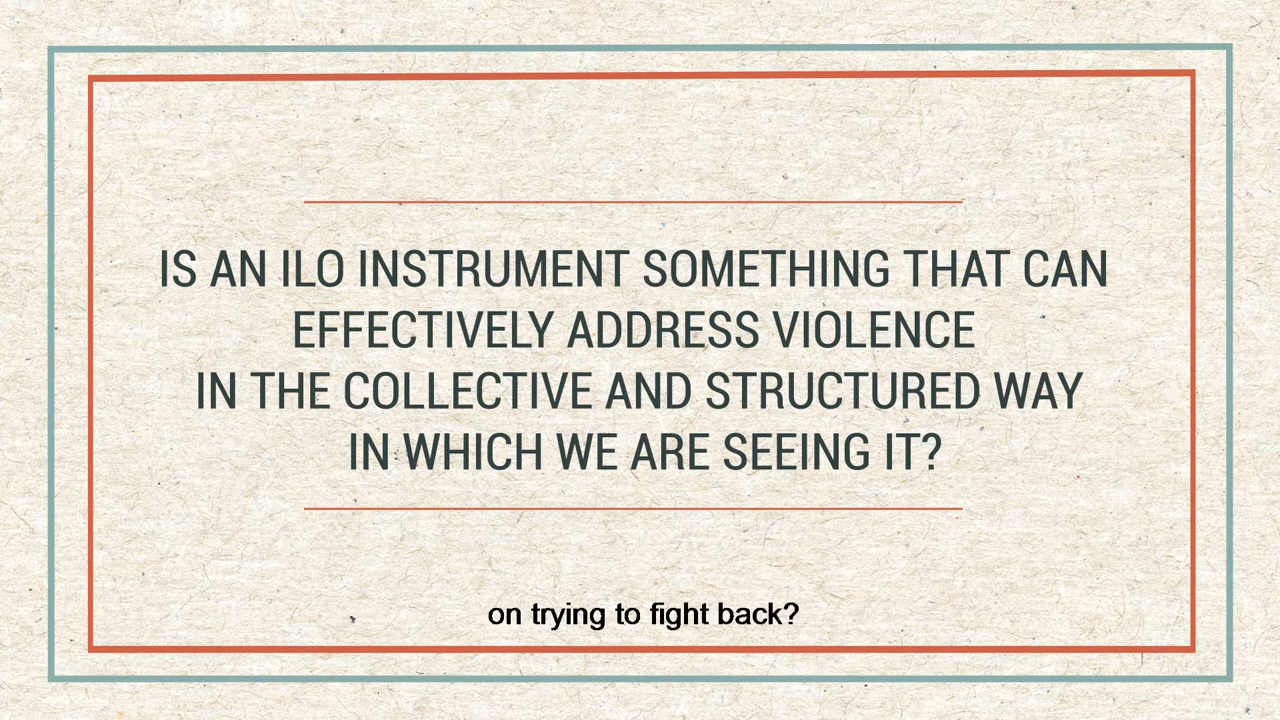 IS AN ILO INSTRUMENT SOMETHING THAT CAN
EFFECTIVELY ADDRESS VIOLENCE
IN THE COLLECTIVE AND STRUCTURED WAY
IN WHICH WE ARE SEEING IT?
on trying to fight back?